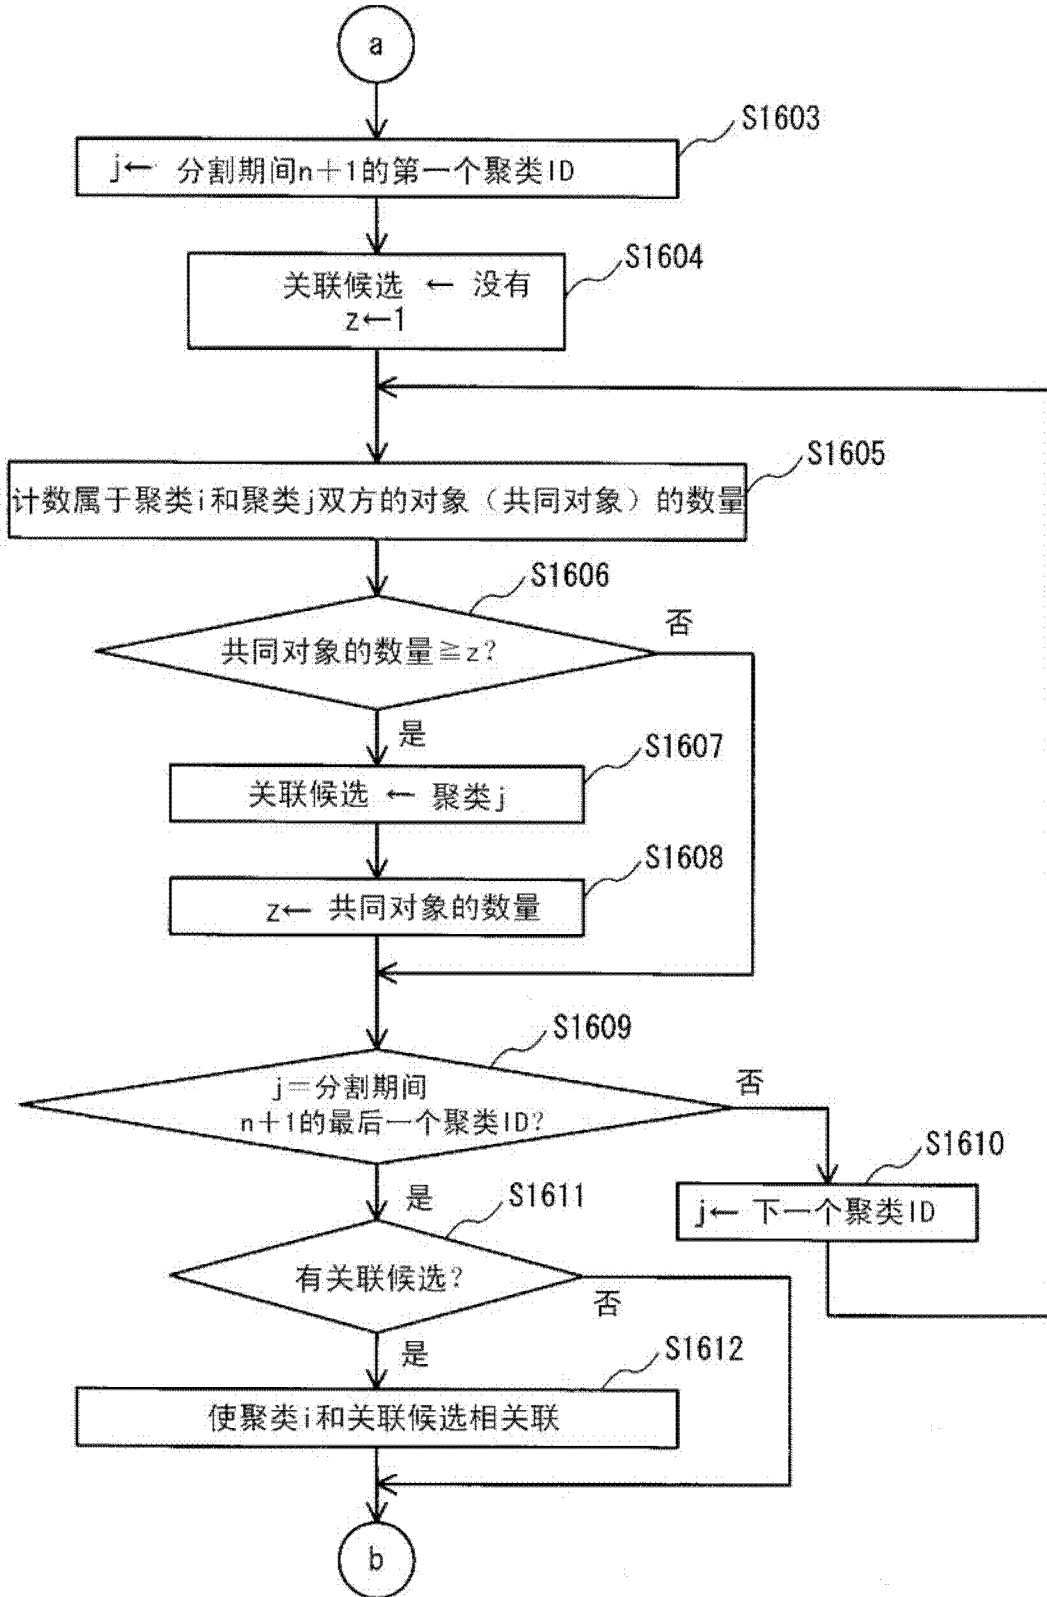 a
S1603
j← 分割期间n+1的第一个聚类ID
S1604
关联候选 ← 没有
z←1
S1605
计数属于聚类i和聚类j双方的对象（共同对象）的数量
S1606
共同对象的数量≧z?
否
是
S1607
关联候选 ← 聚类j
S1608
z← 共同对象的数量
S1609
j=分割期间
n+1的最后一个聚类ID?
否
S1610
j← 下一个聚类ID
是
S1611
有关联候选?
否
是
S1612
使聚类i和关联候选相关联
b